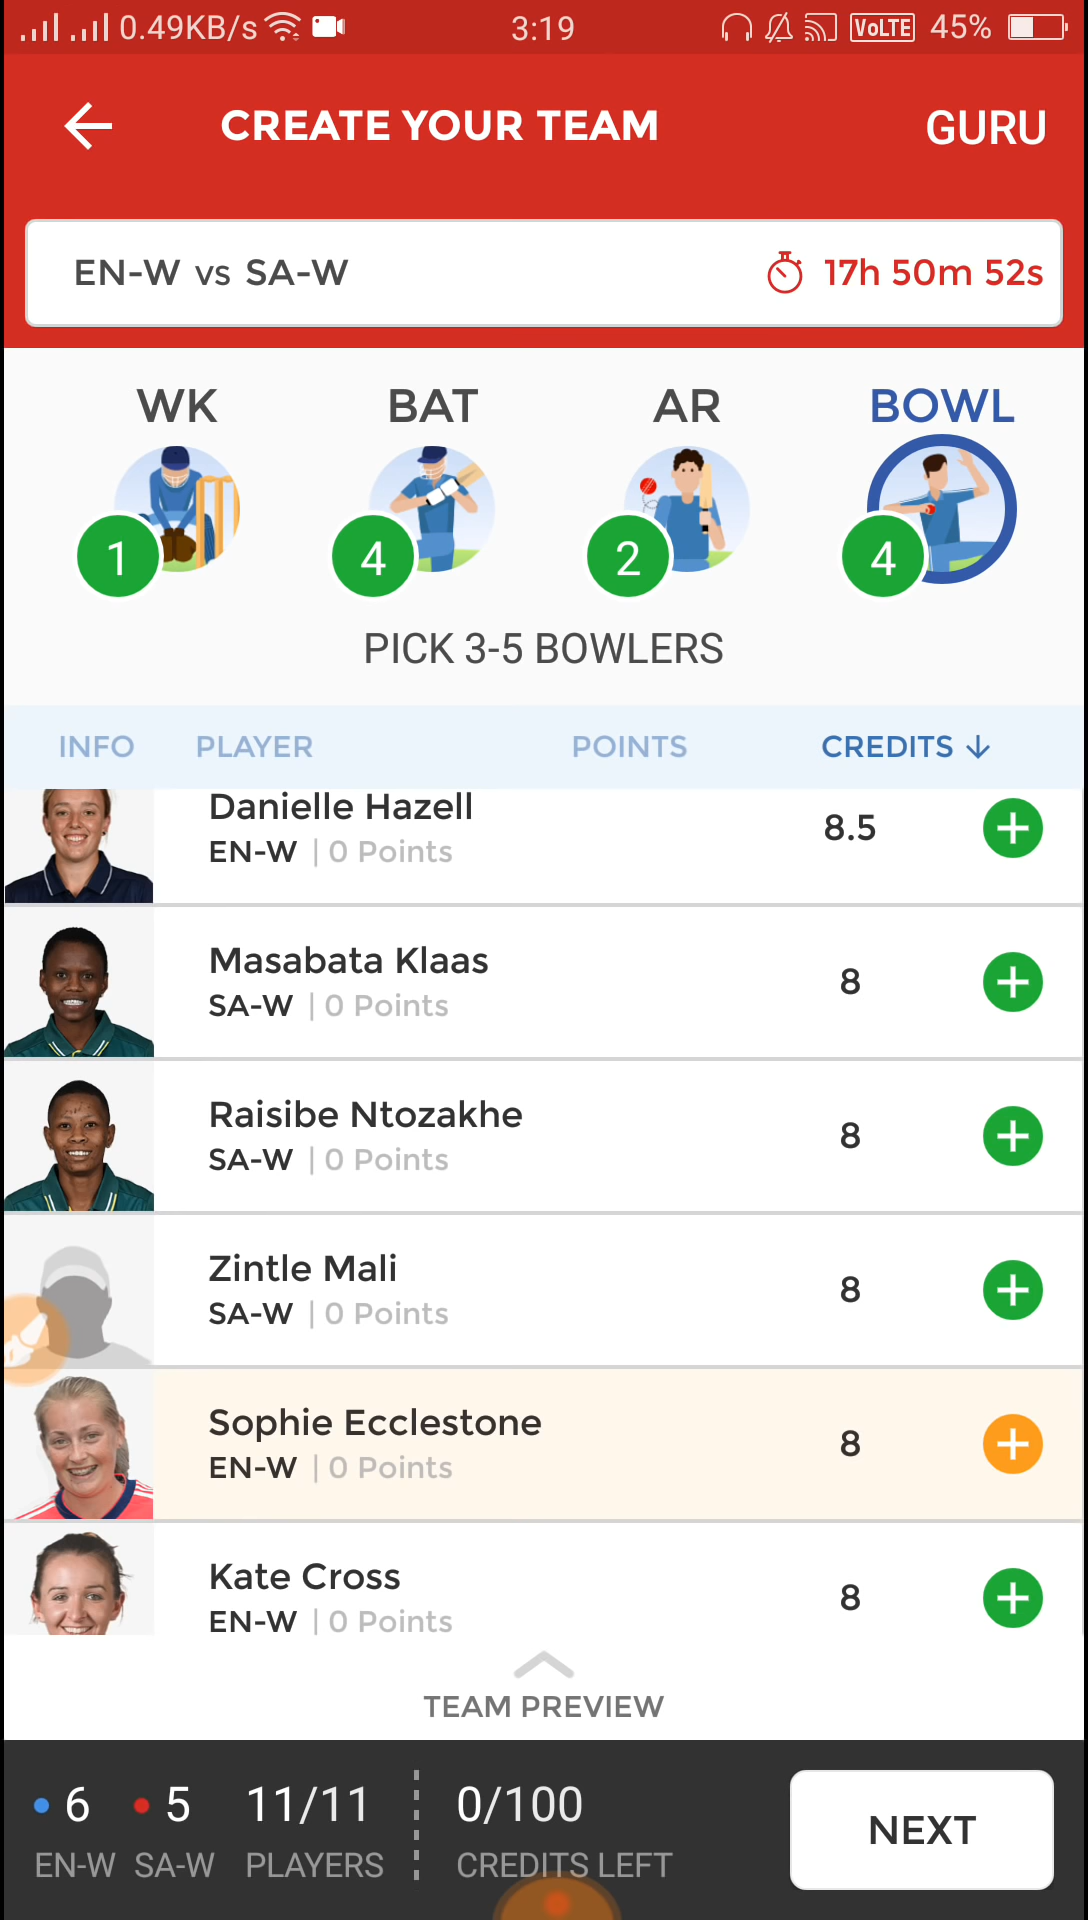 0.49KB/s 3:19 VoLTE 45%
CREATE YOUR TEAM GURU
EN-W vs SA-W 17h 50m 52s
WK BAT AR BOWL
1 4 2 4
PICK 3-5 BOWLERS
INFO PLAYER POINTS CREDITS ↓
Danielle Hazell 8.5
EN-W | 0 Points
Masabata Klaas 8
SA-W | 0 Points
Raisibe Ntozakhe 8
SA-W | 0 Points
Zintle Mali 8
SA-W | 0 Points
Sophie Ecclestone 8
EN-W | 0 Points
Kate Cross 8
EN-W | 0 Points
TEAM PREVIEW
6 5 11/11 0/100 NEXT
EN-W SA-W PLAYERS CREDITS LEFT